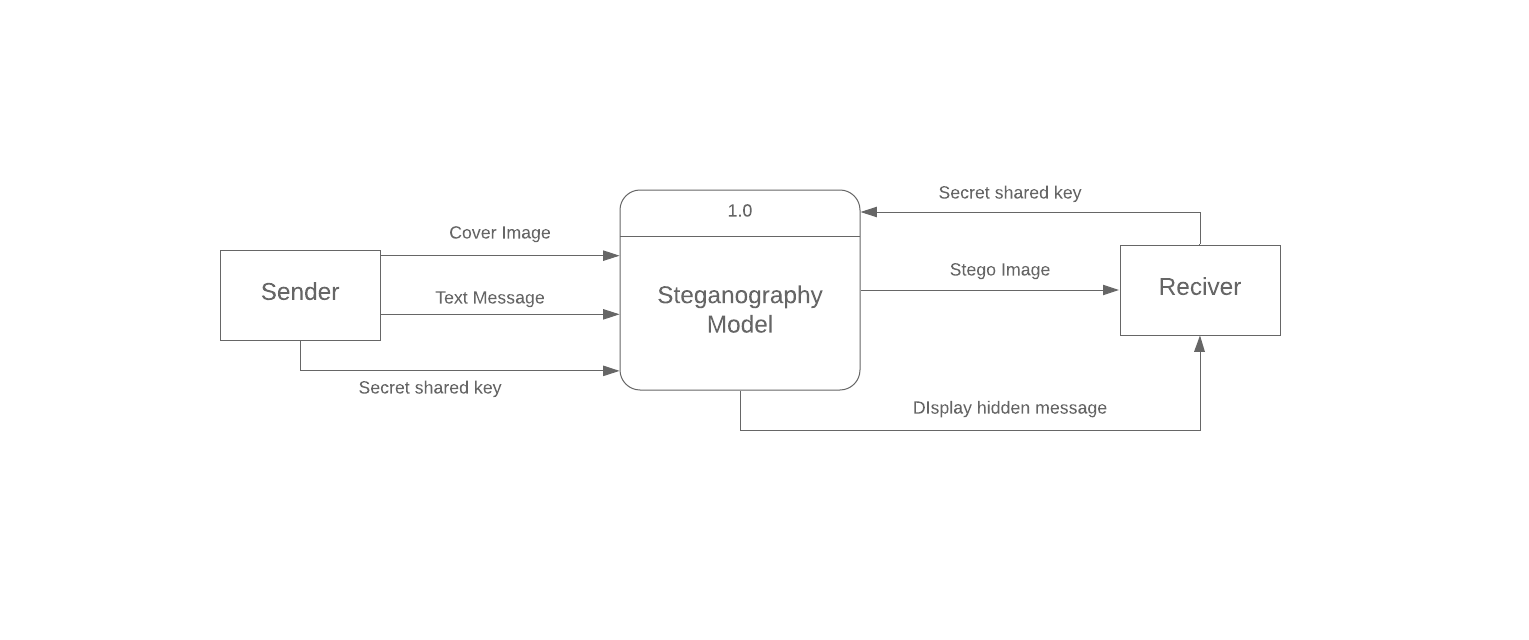 Secret shared key
1.0
Cover Image
Stego Image
Sender
Text Message
Steganography
Model
Reciver
Secret shared key
DIsplay hidden message